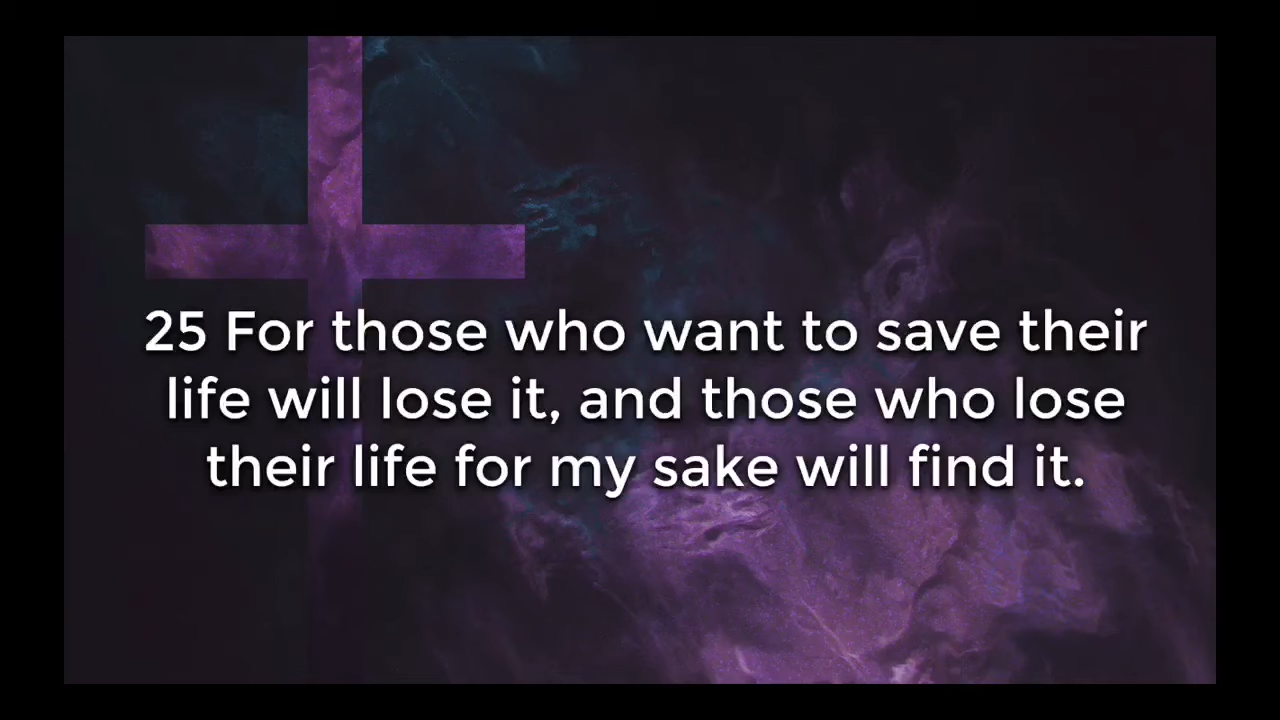 25 For those who want to save their
life will lose it, and those who lose
their life for my sake will find it.